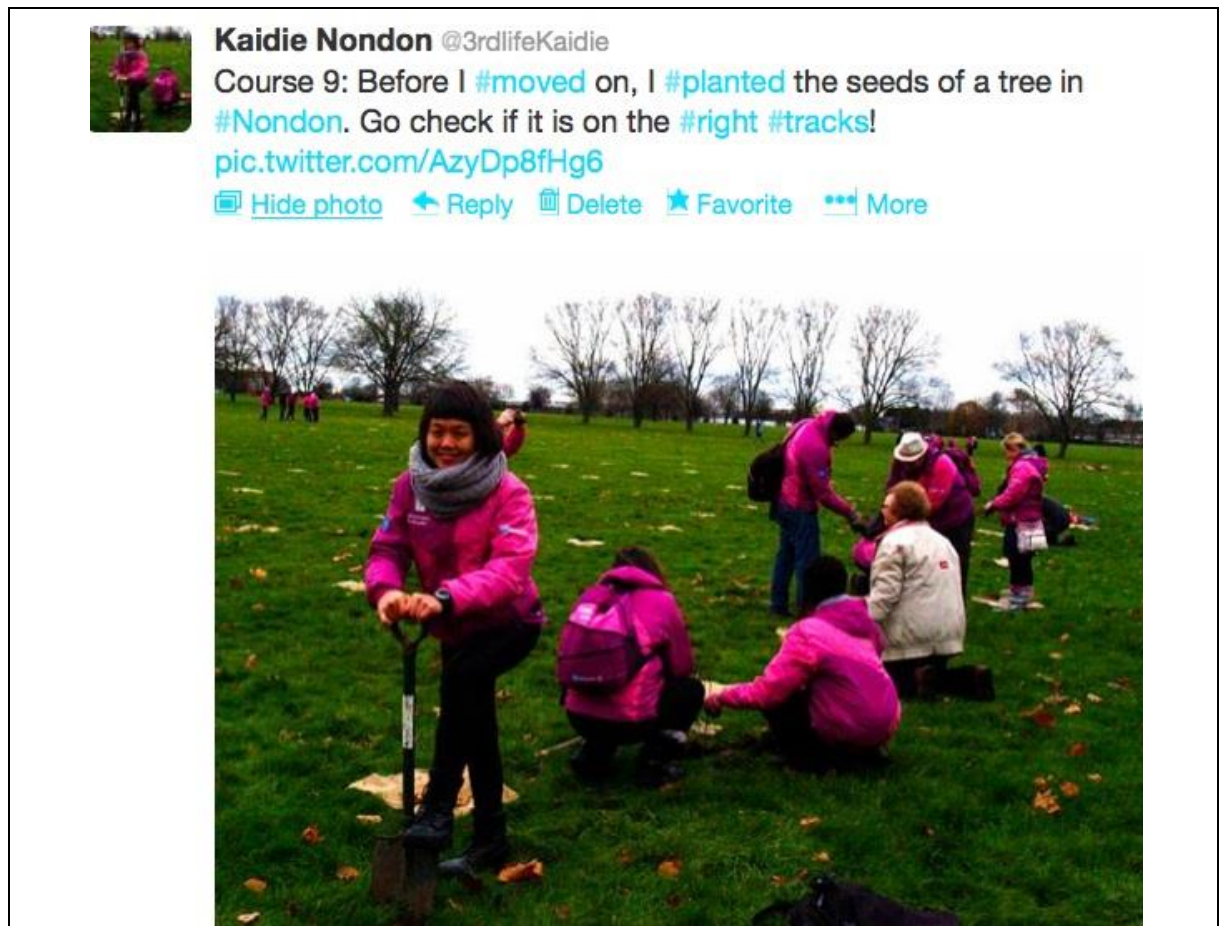 Kaidie Nondon @3rdlifeKaidie
Course 9: Before I #moved on, I #planted the seeds of a tree in
#Nondon. Go check if it is on the #right #tracks!
pic.twitter.com/AzyDp8fHg6
Hide photo Reply Delete Favorite More